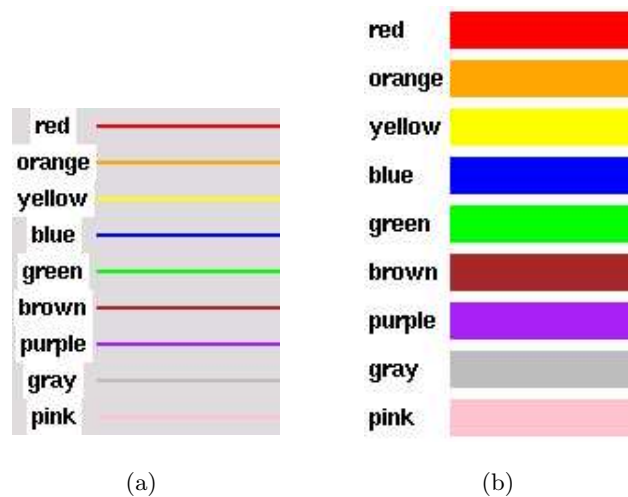 red
orange
yellow
blue
green
brown
purple
gray
pink
(a)
red
orange
yellow
blue
green
brown
purple
gray
pink
(b)